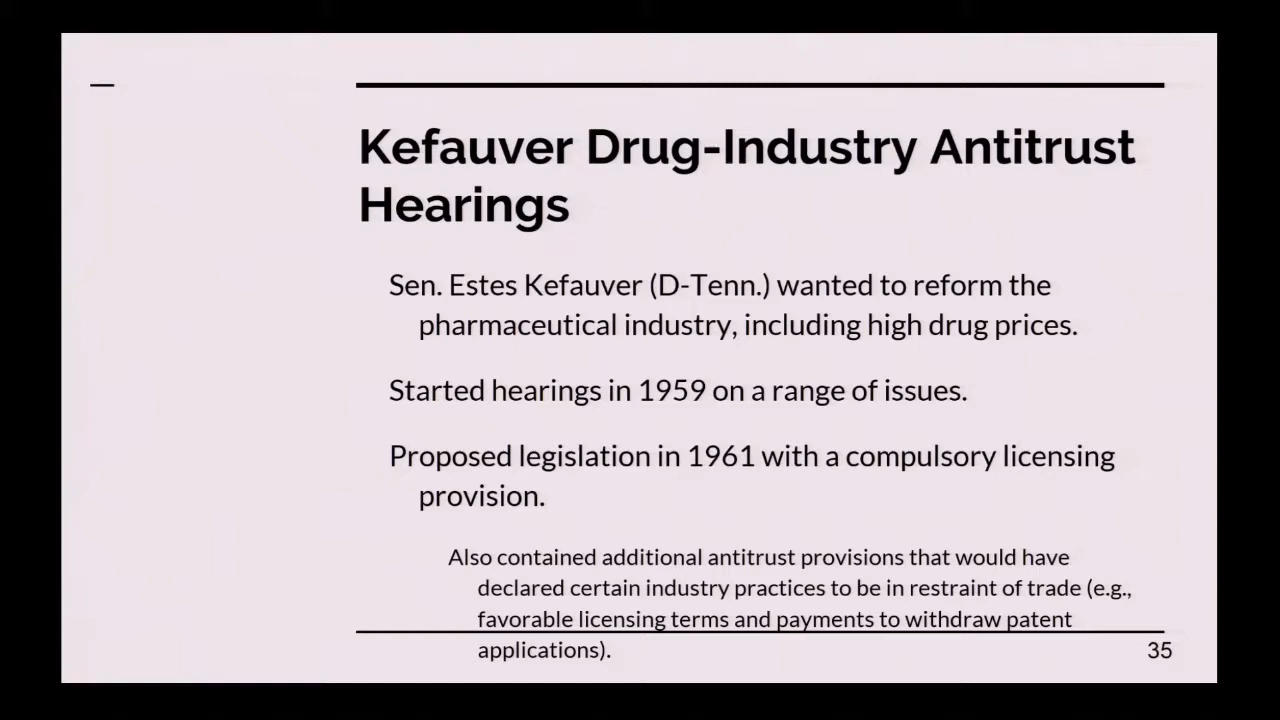 Kefauver Drug-Industry Antitrust
Hearings
Sen. Estes Kefauver (D-Tenn.) wanted to reform the
pharmaceutical industry, including high drug prices.
Started hearings in 1959 on a range of issues.
Proposed legislation in 1961 with a compulsory licensing
provision.
Also contained additional antitrust provisions that would have
declared certain industry practices to be in restraint of trade (e.g.,
favorable licensing terms and payments to withdraw patent
applications).
35